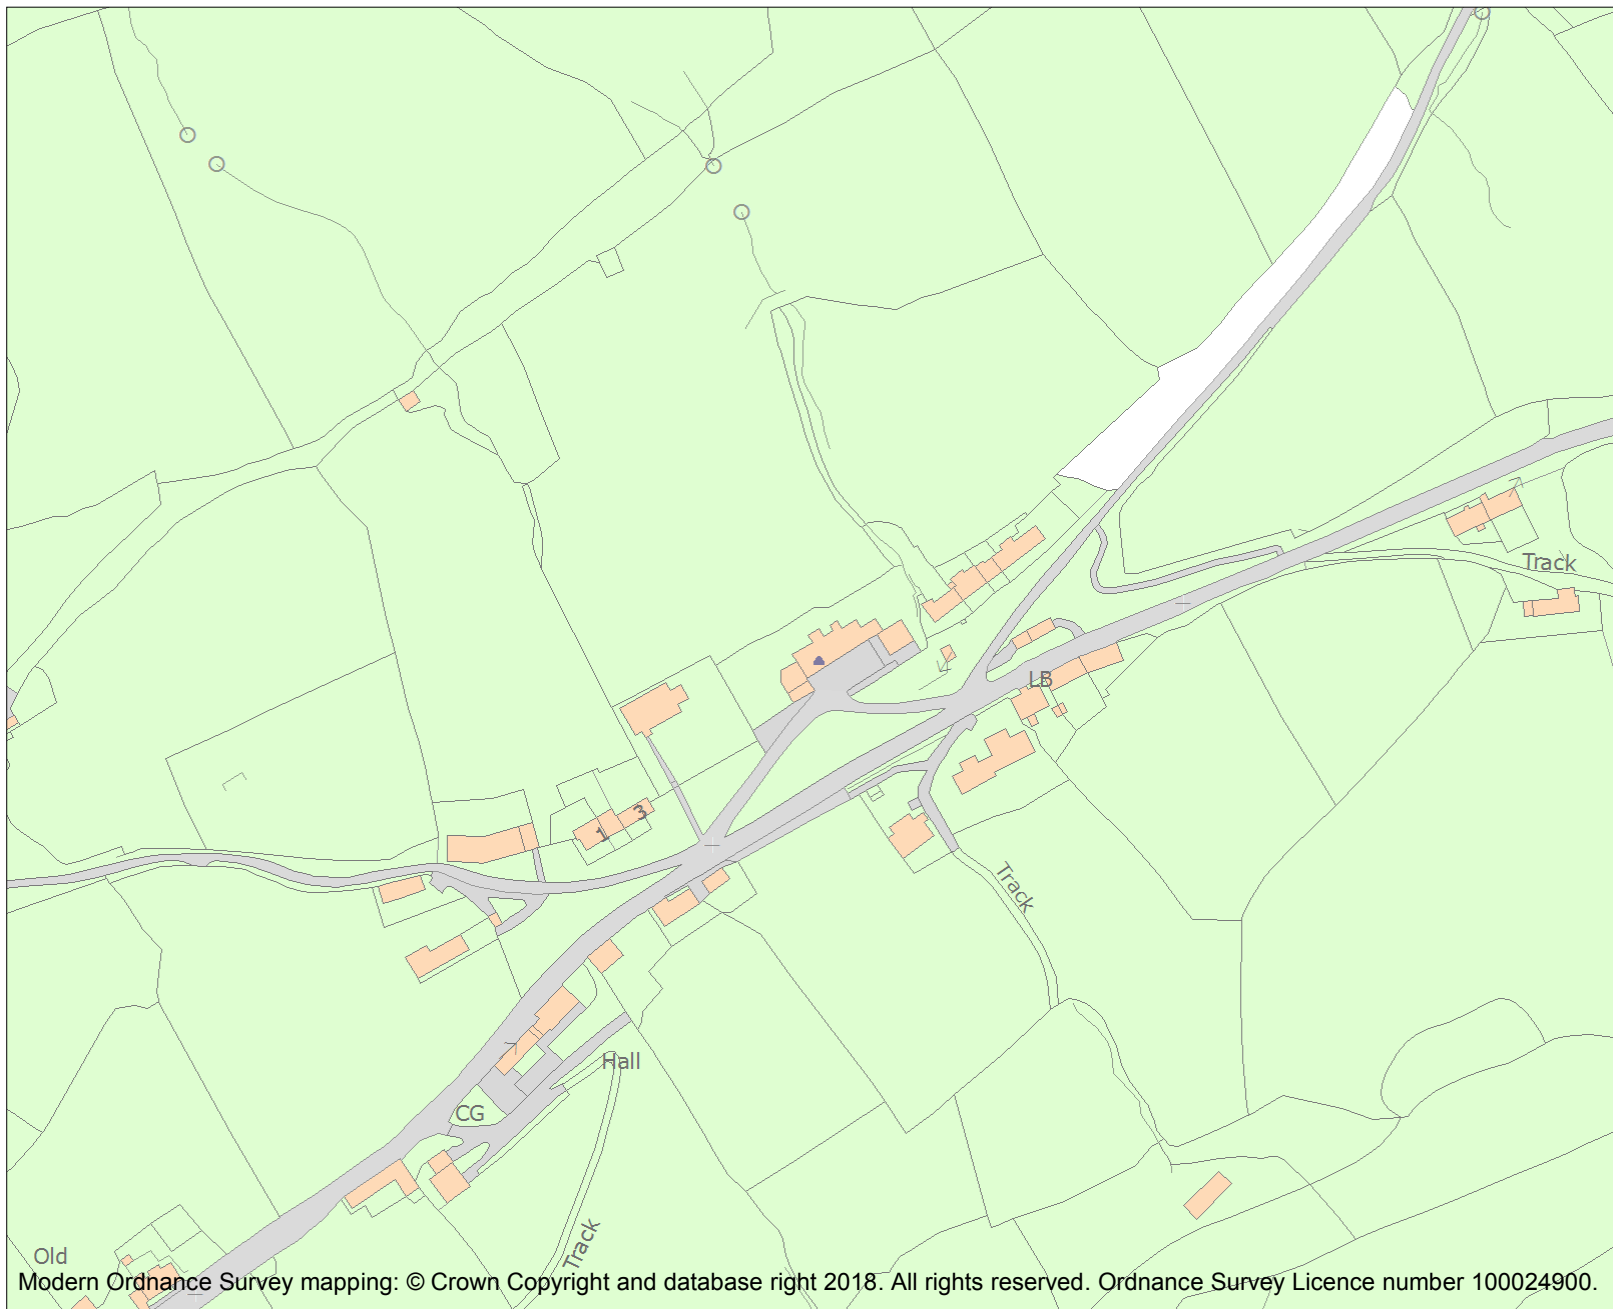 Track
LB
3
1
Track
Hall
CG
Track
Old
Modern Ordnance Survey mapping: © Crown Copyright and database right 2018. All rights reserved. Ordnance Survey Licence number 100024900.